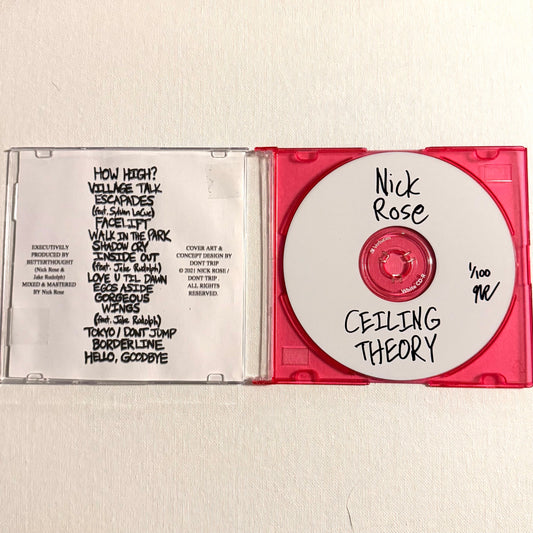 HOW HIGH?
VILLAGE TALK
ESCAPADES
(feat. Sylvan LaCue)
FACELIFT
WALK IN THE PARK
SHADOW CRY
INSIDE OUT
(feat. Jake Rudolph)
LOVE U TIL DAWN
EGOS ASIDE
GORGEOUS
WINGS
(feat. Jake Rudolph)
TOKYO / DONT JUMP
BORDERLINE
HELLO, GOODBYE
EXECUTIVELY
PRODUCED BY
BETTERTHOUGHT
(Nick Rose &
Jake Rudolph)
MIXED & MASTERED
BY Nick Rose
COVER ART &
CONCEPT DESIGN BY
DONT TRIP
© 2021 NICK ROSE /
DONT TRIP .
ALL RIGHTS
RESERVED.
Nick
Rose
1/100
CEILING
THEORY
White CD-R